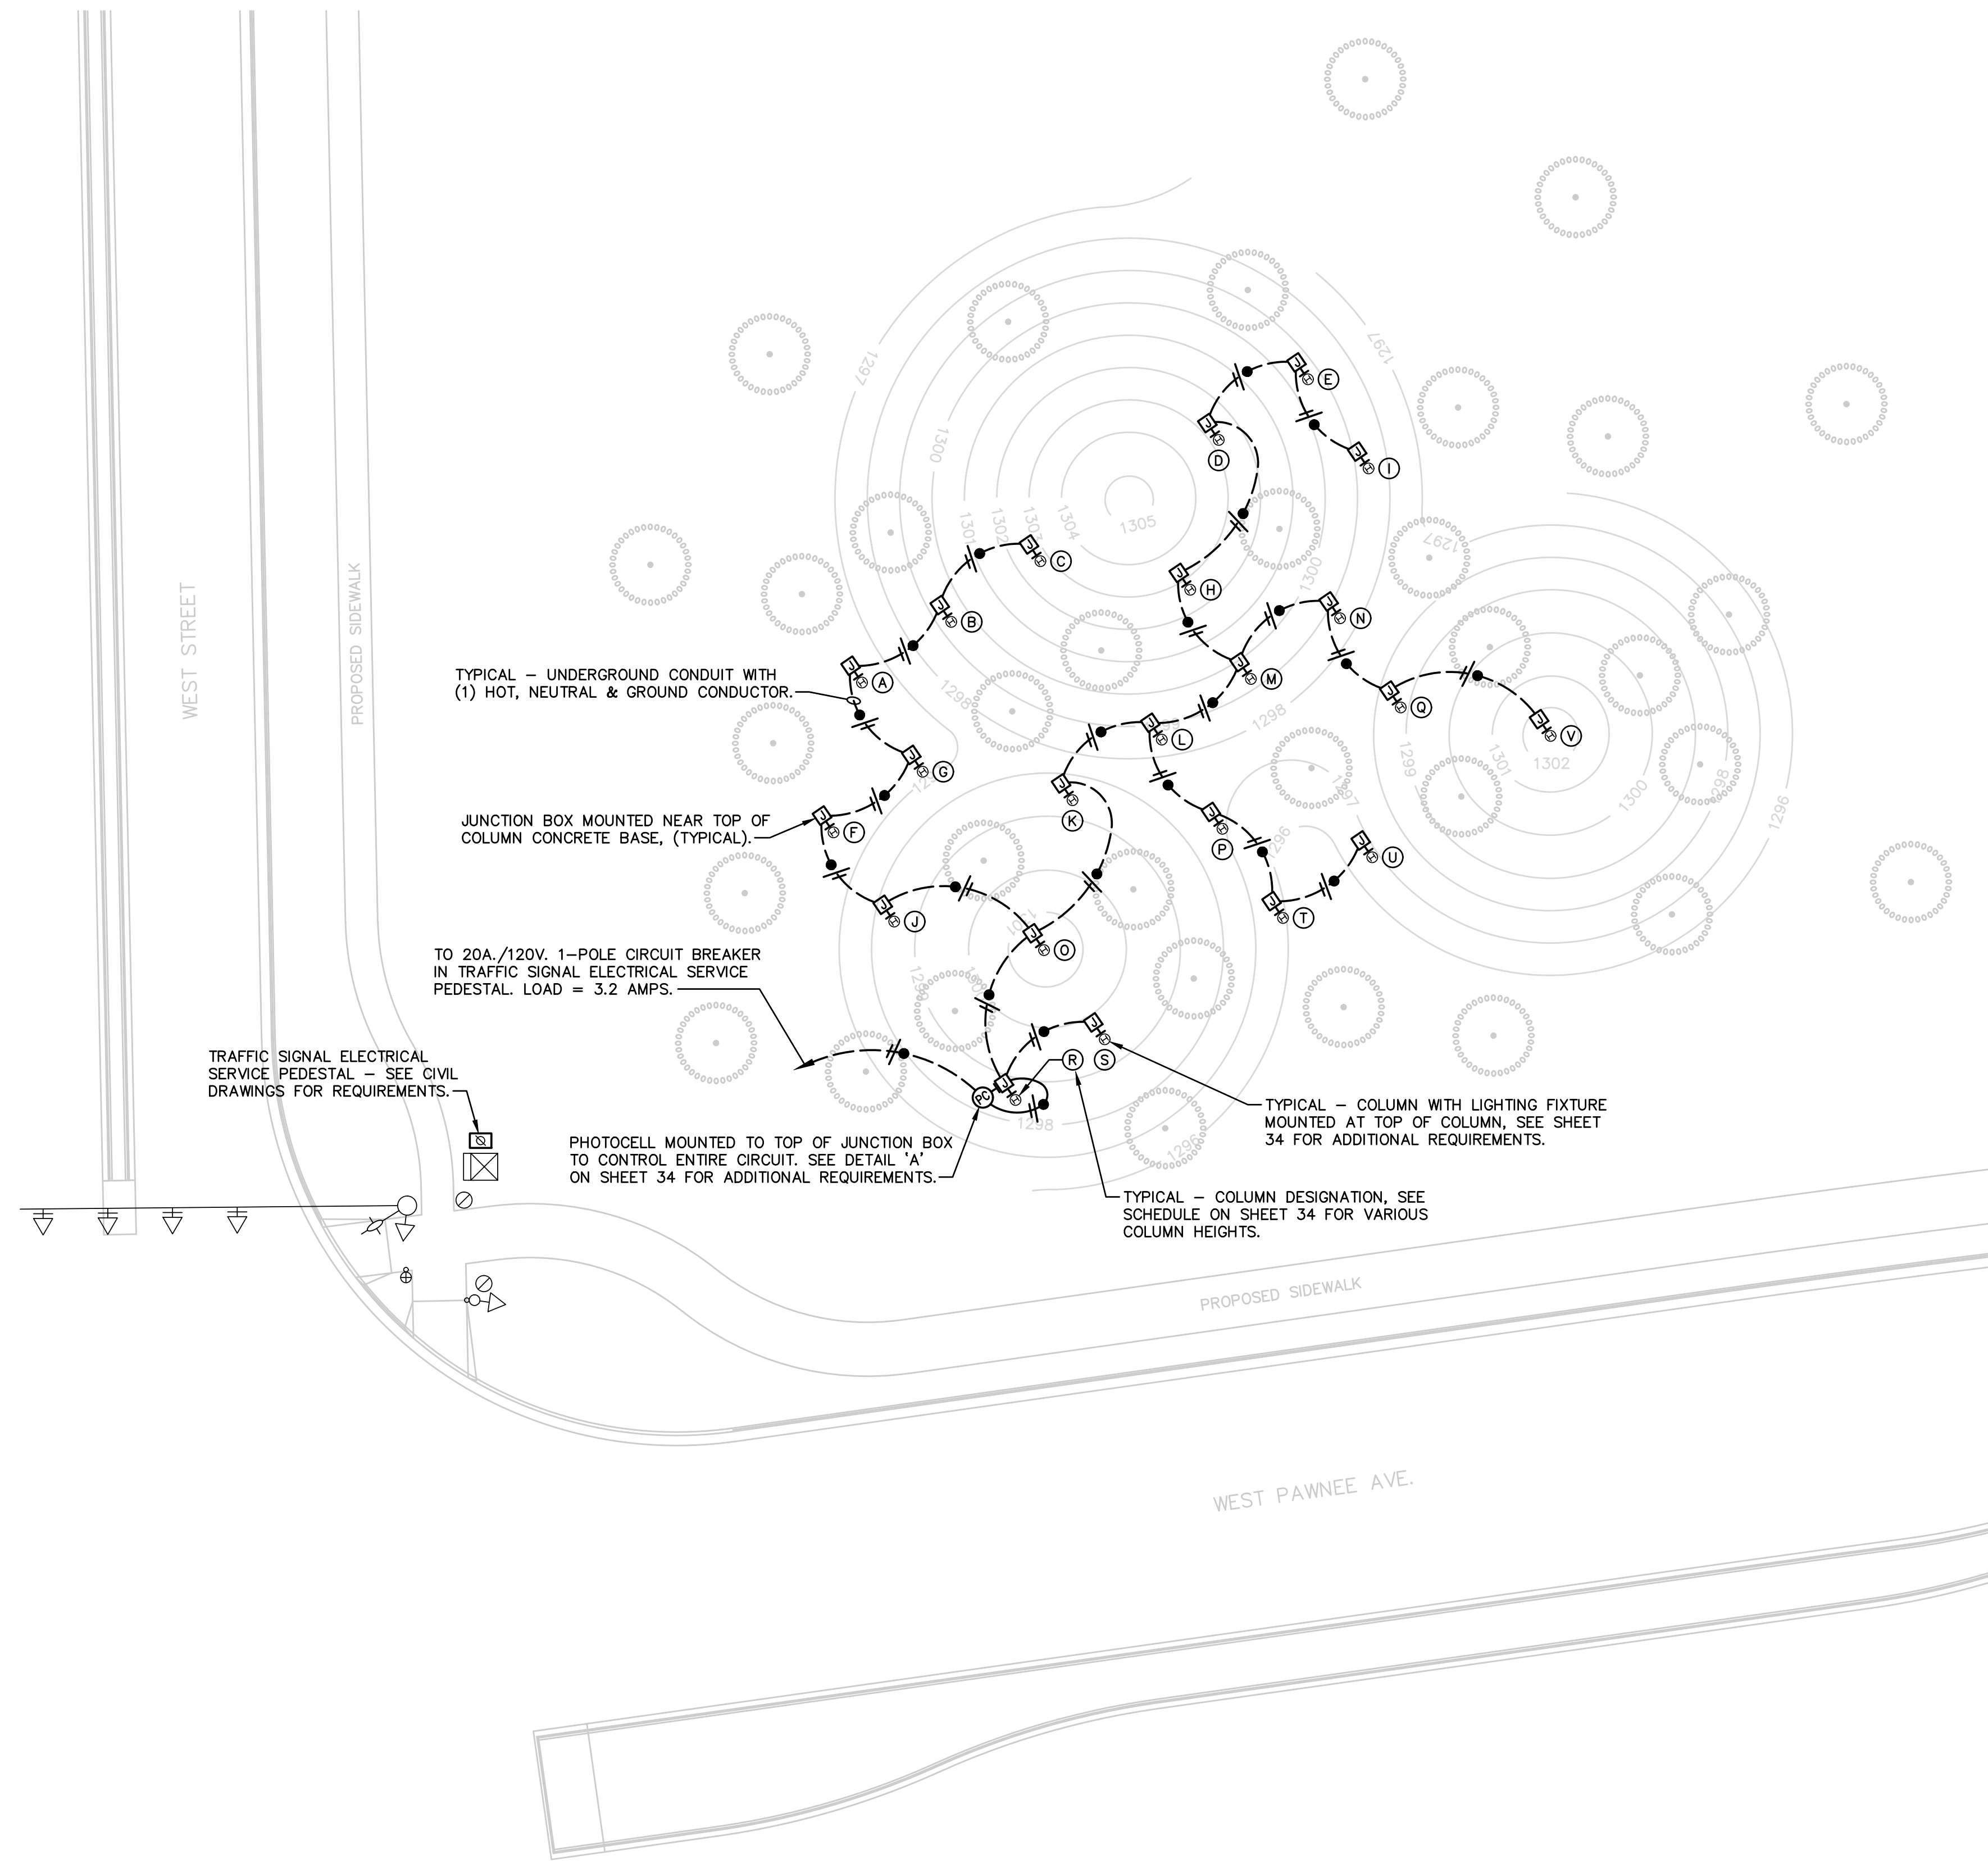 1297
1297
E
D
1300
I
1305
1304
1303
1302
1301
1297
C
1300
H
B
N
WEST STREET
PROPOSED SIDEWALK
TYPICAL – UNDERGROUND CONDUIT WITH
(1) HOT, NEUTRAL & GROUND CONDUCTOR.
A
M
1298
1298
Q
L
V
1302
1301
1299
1300
1298
1296
G
K
1297
1296
JUNCTION BOX MOUNTED NEAR TOP OF
COLUMN CONCRETE BASE, (TYPICAL).
F
P
U
J
T
O
TO 20A./120V. 1–POLE CIRCUIT BREAKER
IN TRAFFIC SIGNAL ELECTRICAL SERVICE
PEDESTAL. LOAD = 3.2 AMPS.
R
S
TRAFFIC SIGNAL ELECTRICAL
SERVICE PEDESTAL – SEE CIVIL
DRAWINGS FOR REQUIREMENTS.
PC
1298
1296
TYPICAL – COLUMN WITH LIGHTING FIXTURE
MOUNTED AT TOP OF COLUMN, SEE SHEET
34 FOR ADDITIONAL REQUIREMENTS.
PHOTOCELL MOUNTED TO TOP OF JUNCTION BOX
TO CONTROL ENTIRE CIRCUIT. SEE DETAIL 'A'
ON SHEET 34 FOR ADDITIONAL REQUIREMENTS.
TYPICAL – COLUMN DESIGNATION, SEE
SCHEDULE ON SHEET 34 FOR VARIOUS
COLUMN HEIGHTS.
PROPOSED SIDEWALK
WEST PAWNEE AVE.